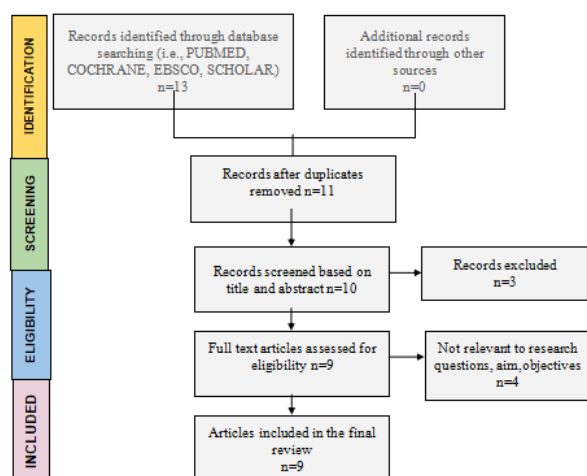 IDENTIFICATION
Records identified through database
searching (i.e., PUBMED,
COCHRANE, EBSCO, SCHOLAR)
n=13
Additional records
identified through other
sources
n=0
SCREENING
Records after duplicates
removed n=11
Records screened based on
title and abstract n=10
Records excluded
n=3
ELIGIBILITY
Full text articles assessed for
eligibility n=9
Not relevant to research
questions, aim,objectives
n=4
INCLUDED
Articles included in the final
review
n=9